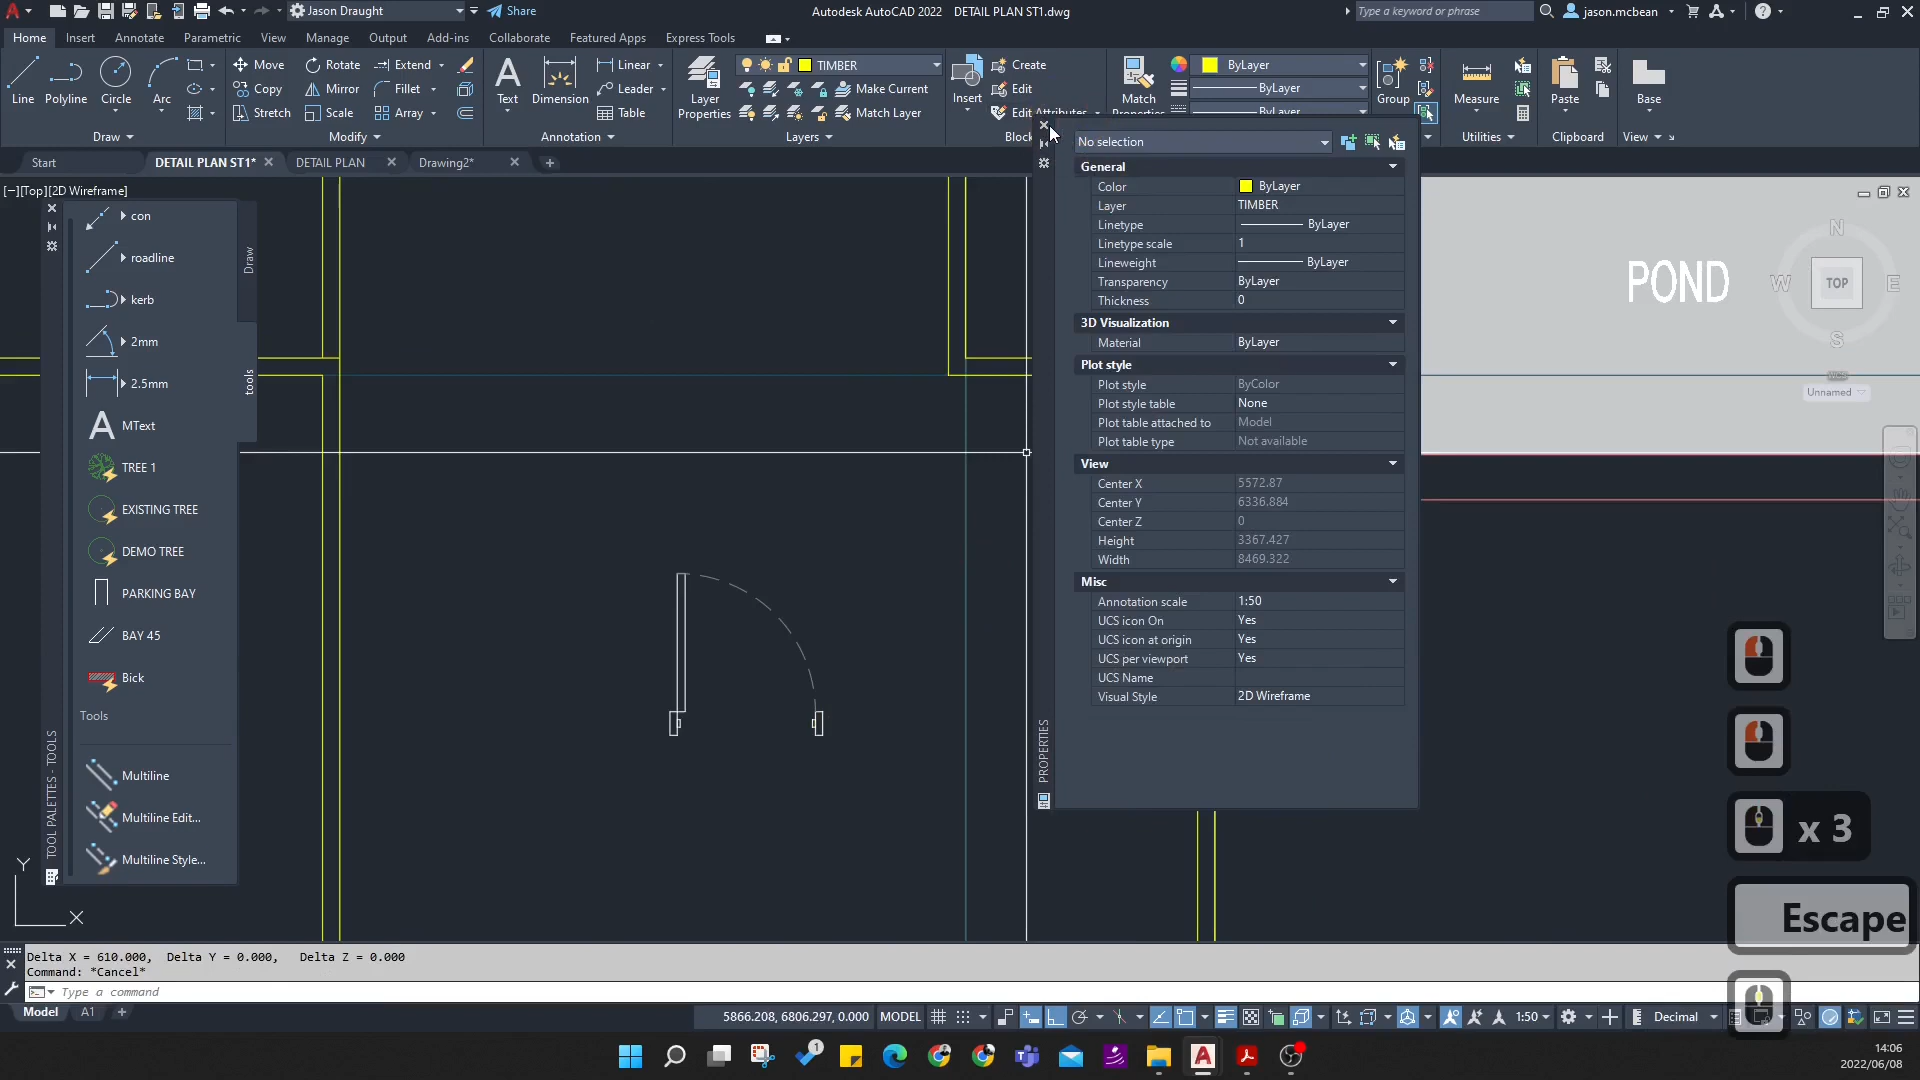 Jason Draught
Share
Autodesk AutoCAD 2022 DETAIL PLAN ST1.dwg
Type a keyword or phrase
jason.mcbean
Home Insert Annotate Parametric View Manage Output Add-ins Collaborate Featured Apps Express Tools
Line Polyline Circle Arc
Move Rotate Extend
Copy Mirror Fillet
Stretch Scale Array
Text Dimension
Linear
Leader
Table
Layer
Properties
TIMBER
Make Current
Match Layer
Insert
Create
Edit
Edit Attributes
Match
Properties
ByLayer
ByLayer
ByLayer
Group
Measure
Paste
Base
Draw Modify Annotation Layers Block Utilities Clipboard View
Start DETAIL PLAN ST1* DETAIL PLAN Drawing2*
[−][Top][2D Wireframe]
con
roadline
kerb
2mm
2.5mm
MText
TREE 1
EXISTING TREE
DEMO TREE
PARKING BAY
BAY 45
Bick
Tools
Multiline
Multiline Edit...
Multiline Style...
Draw
tools
TOOL PALETTES - TOOLS
No selection
General
Color ByLayer
Layer TIMBER
Linetype ByLayer
Linetype scale 1
Lineweight ByLayer
Transparency ByLayer
Thickness 0
3D Visualization
Material ByLayer
Plot style
Plot style ByColor
Plot style table None
Plot table attached to Model
Plot table type Not available
View
Center X 5572.87
Center Y 6336.884
Center Z 0
Height 3367.427
Width 8469.322
Misc
Annotation scale 1:50
UCS icon On Yes
UCS icon at origin Yes
UCS per viewport Yes
UCS Name
Visual Style 2D Wireframe
PROPERTIES
POND
N
W TOP E
S
WCS
Unnamed
x 3
Escape
Y
X
Delta X = 610.000, Delta Y = 0.000, Delta Z = 0.000
Command: *Cancel*
Type a command
Model A1
5866.208, 6806.297, 0.000 MODEL
1:50
Decimal
1
14:06
2022/06/08